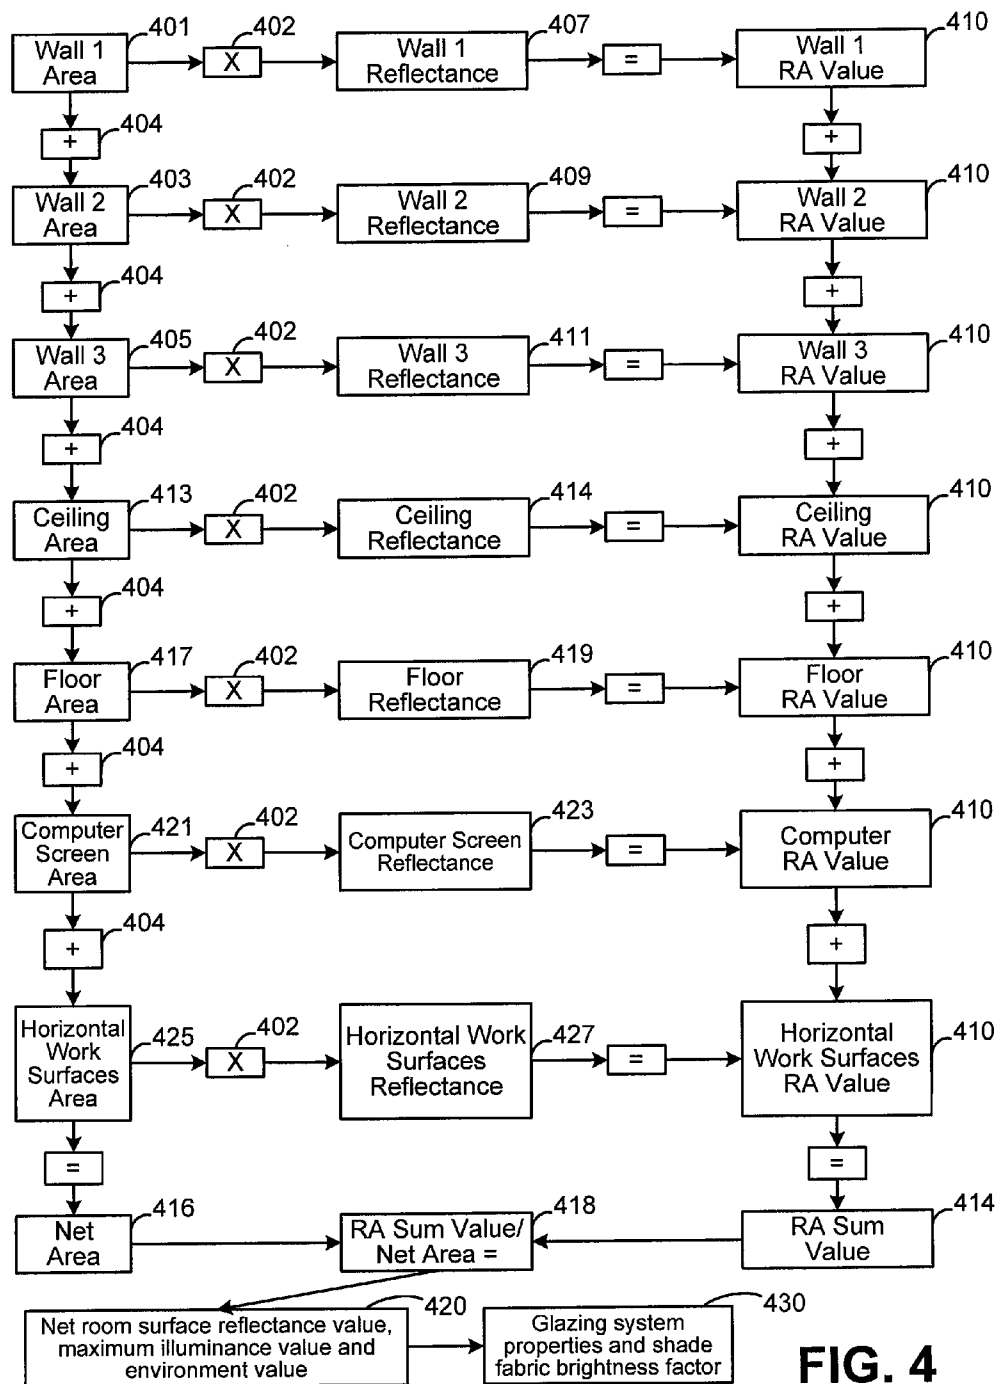 401 402 407 410
Wall 1 Area X Wall 1 Reflectance = Wall 1 RA Value
404
+ +
403 402 409 410
Wall 2 Area X Wall 2 Reflectance = Wall 2 RA Value
404
+ +
405 402 411 410
Wall 3 Area X Wall 3 Reflectance = Wall 3 RA Value
404
+ +
413 402 414 410
Ceiling Area X Ceiling Reflectance = Ceiling RA Value
404
+ +
417 402 419 410
Floor Area X Floor Reflectance = Floor RA Value
404
+ +
421 402 423 410
Computer Screen Area X Computer Screen Reflectance = Computer RA Value
404
+ +
425 402 427 410
Horizontal Work Surfaces Area X Horizontal Work Surfaces Reflectance = Horizontal Work Surfaces RA Value
= =
416 418 414
Net Area RA Sum Value/ Net Area = RA Sum Value
420 430
Net room surface reflectance value,
maximum illuminance value and
environment value
Glazing system
properties and shade
fabric brightness factor
FIG. 4